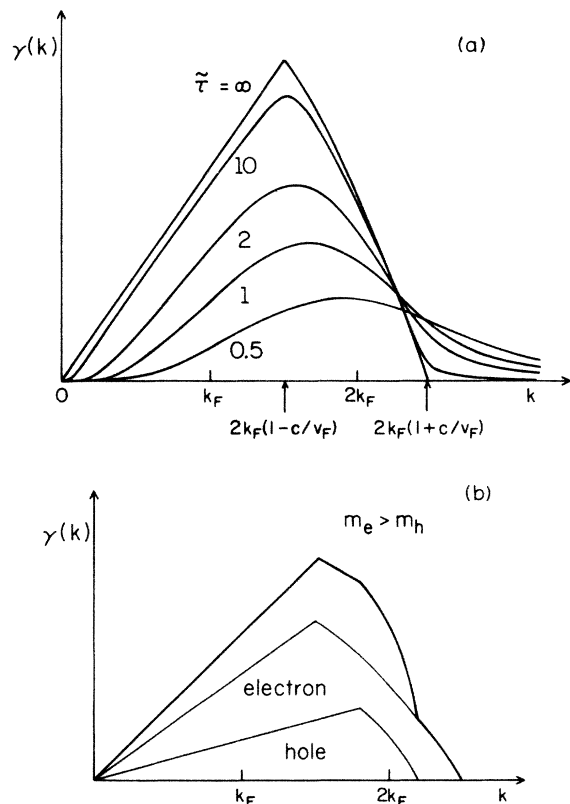 (a)
γ(k)
τ̃ = ∞
10
2
1
0.5
0
k_F
2k_F
k
2k_F(1-c/v_F)
2k_F(1+c/v_F)
(b)
γ(k)
m_e > m_h
electron
hole
k_F
2k_F
k